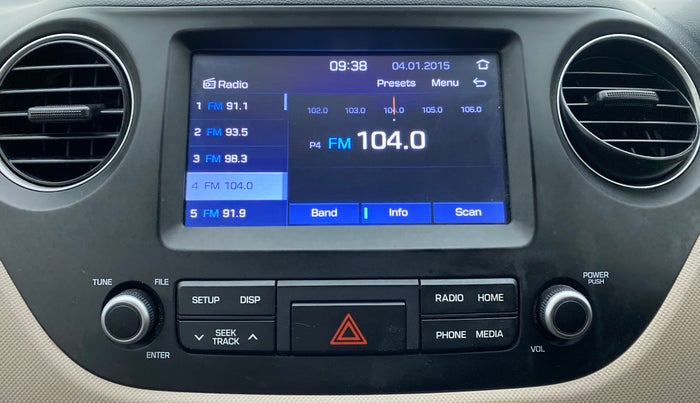 09:38 04.01.2015
Radio Presets Menu
1 FM 91.1
2 FM 93.5
3 FM 98.3
4 FM 104.0
5 FM 91.9
102.0 103.0 104.0 105.0 106.0
P4 FM 104.0
Band Info Scan
TUNE FILE
ENTER
SETUP DISP
SEEK
TRACK
RADIO HOME
PHONE MEDIA
POWER
PUSH
VOL